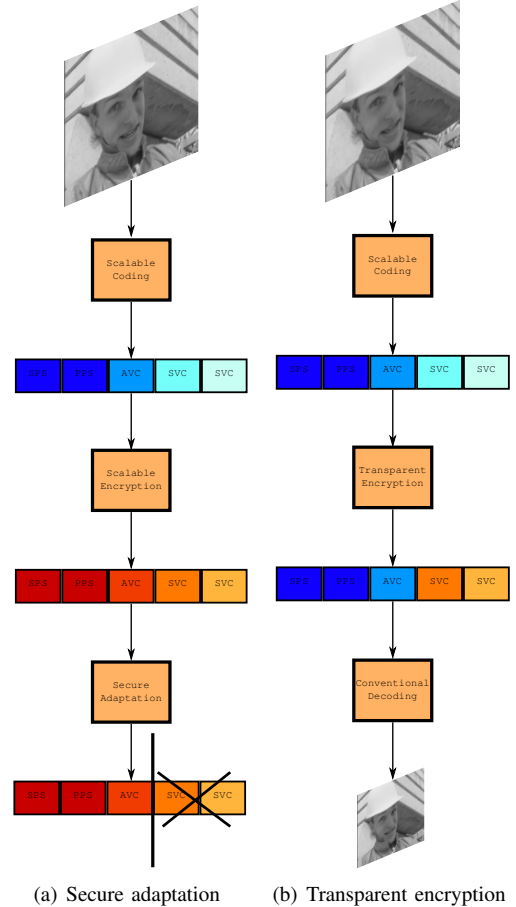 Scalable
Coding
SPS PPS AVC SVC SVC
Scalable
Encryption
SPS PPS AVC SVC SVC
Secure
Adaptation
SPS PPS AVC SVC SVC
(a) Secure adaptation
Scalable
Coding
SPS PPS AVC SVC SVC
Transparent
Encryption
SPS PPS AVC SVC SVC
Conventional
Decoding
(b) Transparent encryption